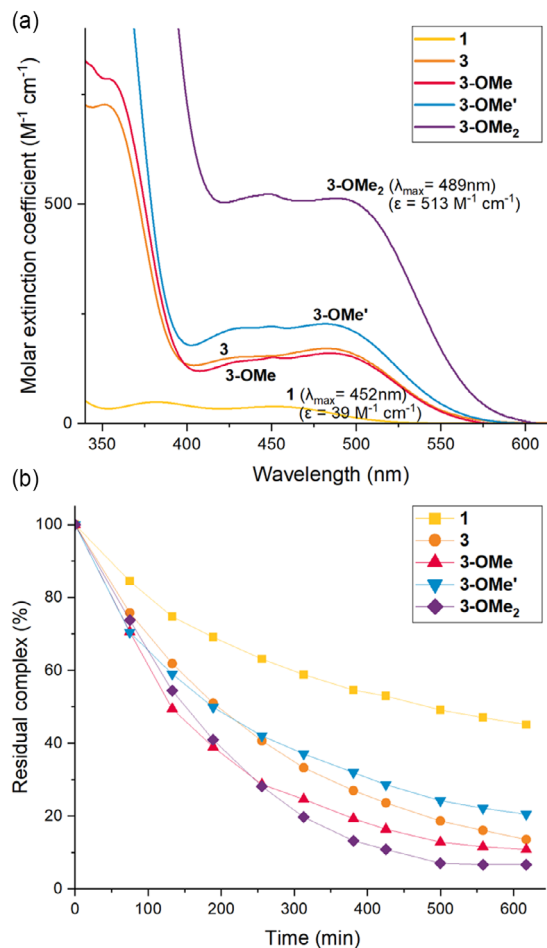 (a)
1
3
3-OMe
3-OMe'
3-OMe₂
Molar extinction coefficient (M⁻¹ cm⁻¹)
500
0
3-OMe₂ (λmax= 489nm)
(ε = 513 M⁻¹ cm⁻¹)
3-OMe'
3
3-OMe
1 (λmax= 452nm)
(ε = 39 M⁻¹ cm⁻¹)
350 400 450 500 550 600
Wavelength (nm)
(b)
1
3
3-OMe
3-OMe'
3-OMe₂
Residual complex (%)
100
80
60
40
20
0
0 100 200 300 400 500 600
Time (min)